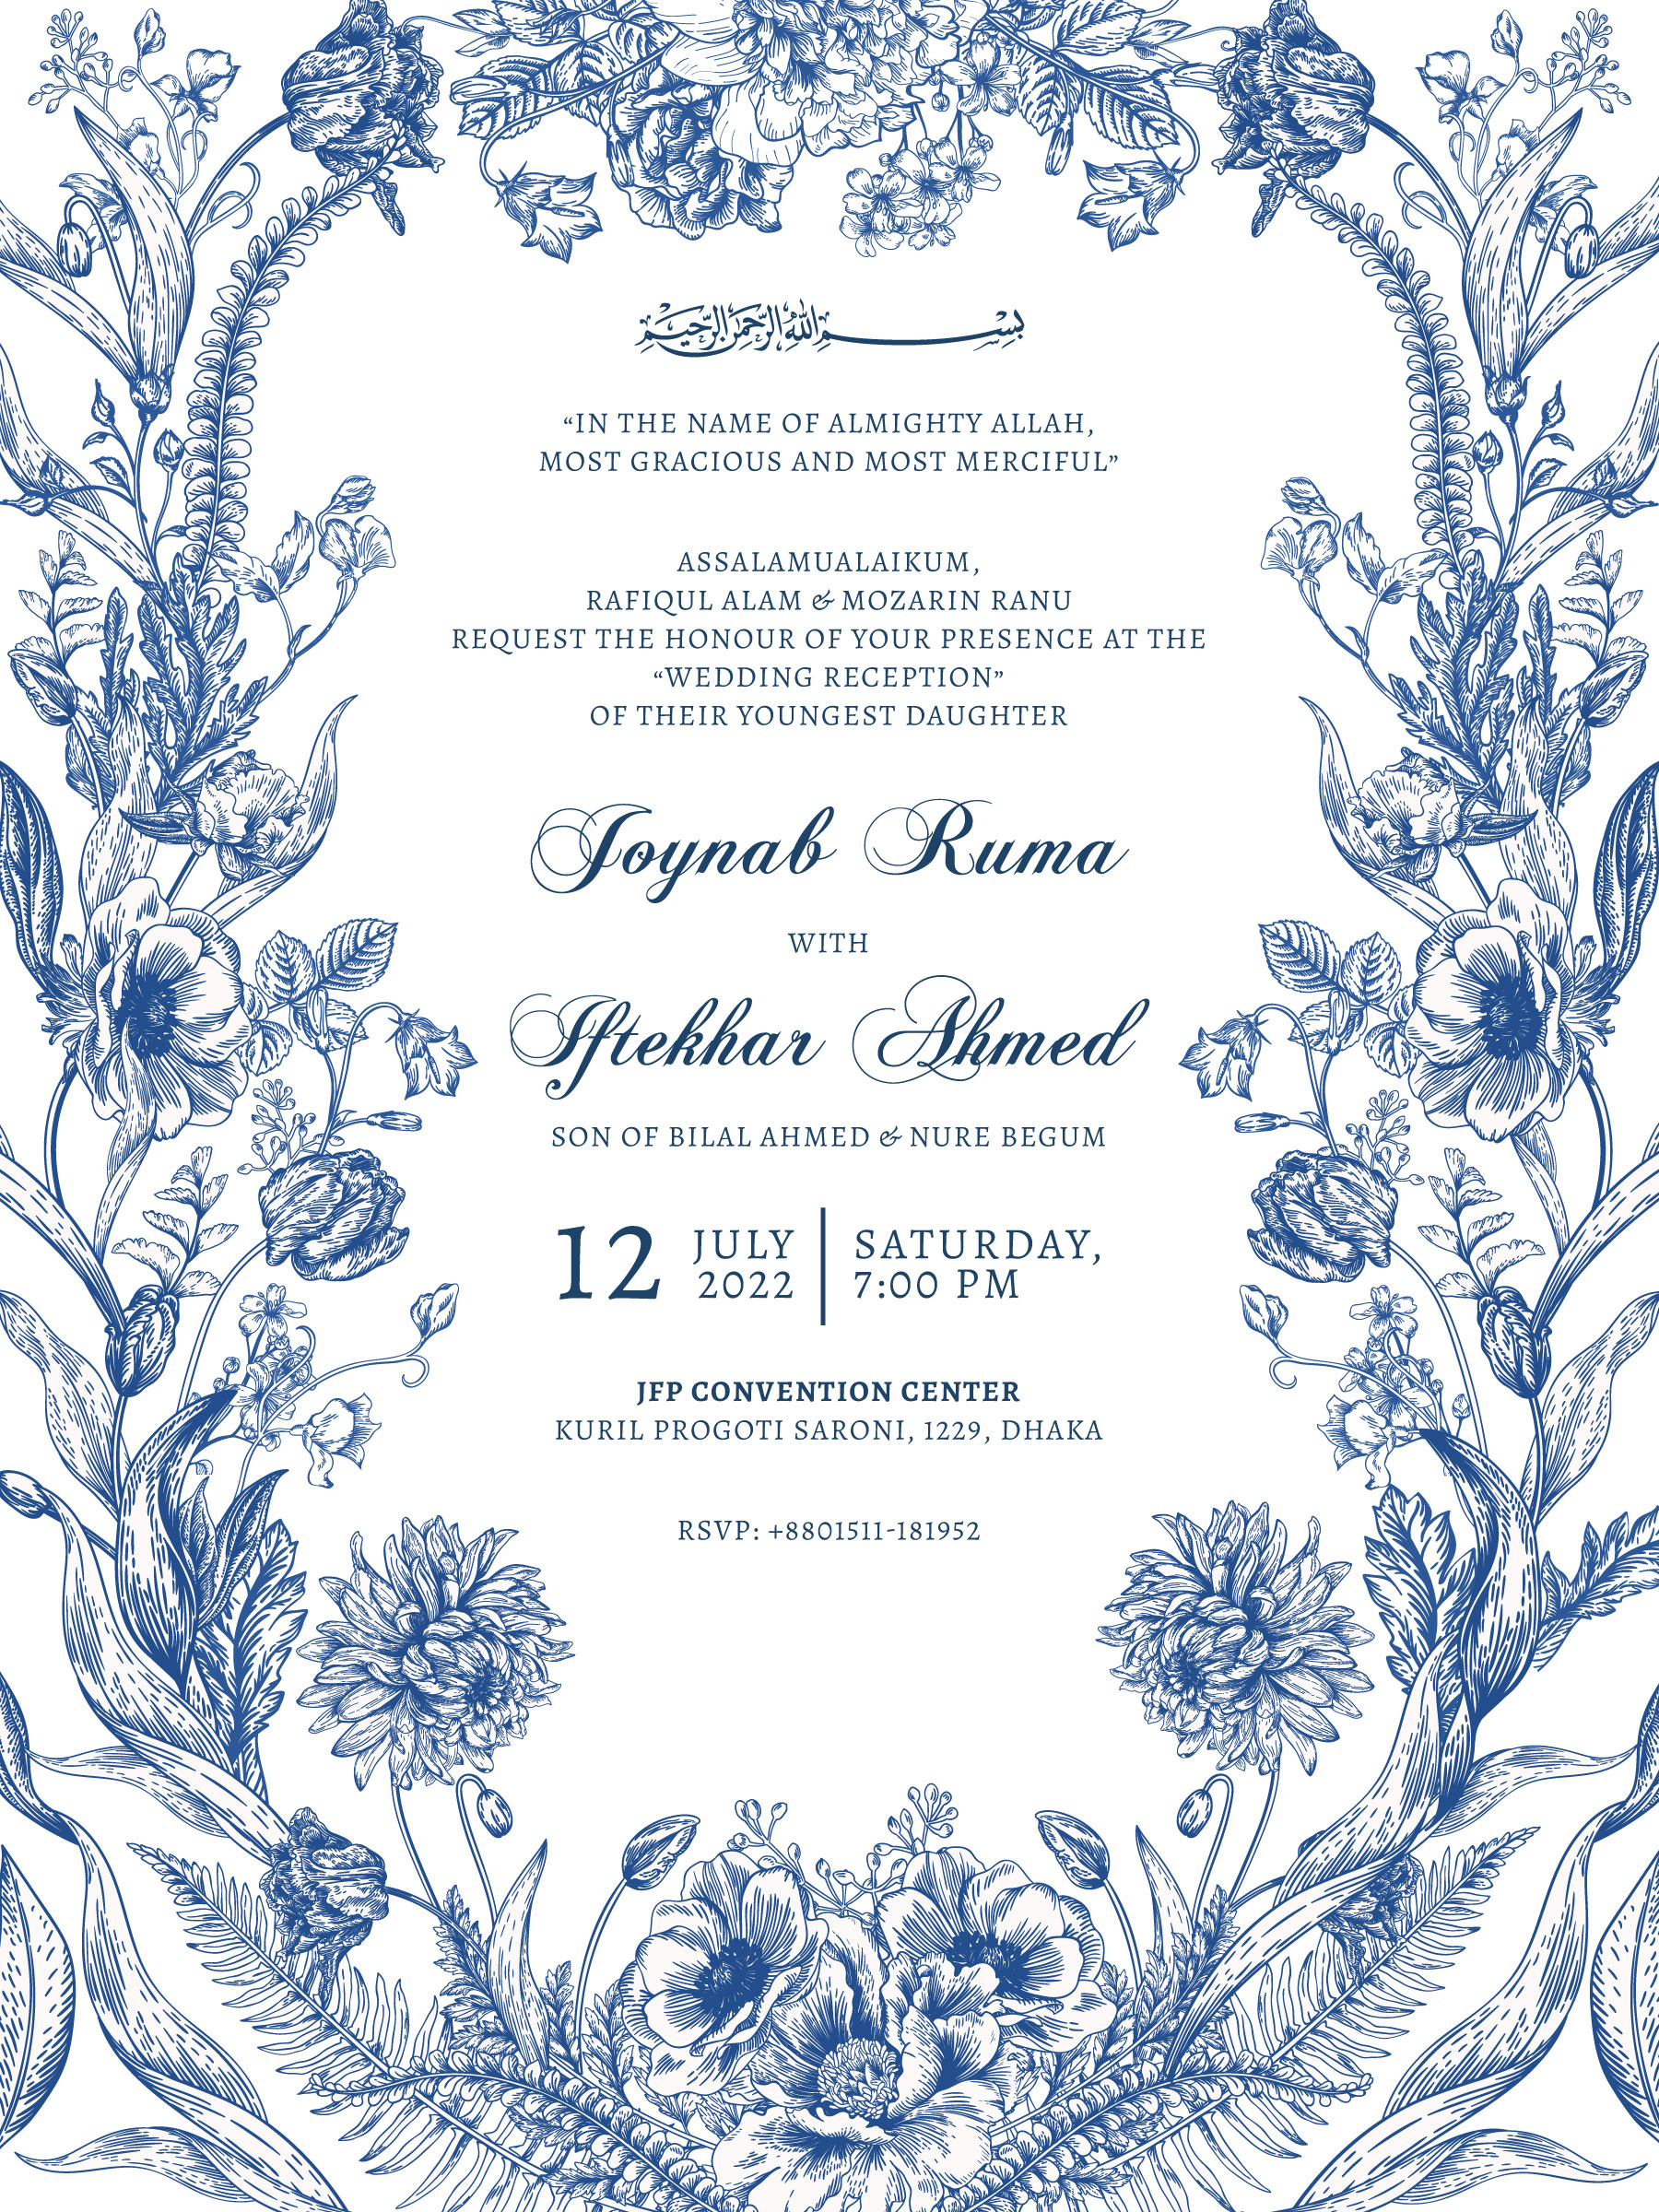 بِسْمِ اللهِ الرَّحْمٰنِ الرَّحِيْمِ
“IN THE NAME OF ALMIGHTY ALLAH,
MOST GRACIOUS AND MOST MERCIFUL”
ASSALAMUALAIKUM,
RAFIQUL ALAM & MOZARIN RANU
REQUEST THE HONOUR OF YOUR PRESENCE AT THE
“WEDDING RECEPTION”
OF THEIR YOUNGEST DAUGHTER
Joynab Ruma
WITH
Iftekhar Ahmed
SON OF BILAL AHMED & NURE BEGUM
12 JULY 2022 | SATURDAY, 7:00 PM
JFP CONVENTION CENTER
KURIL PROGOTI SARONI, 1229, DHAKA
RSVP: +8801511-181952